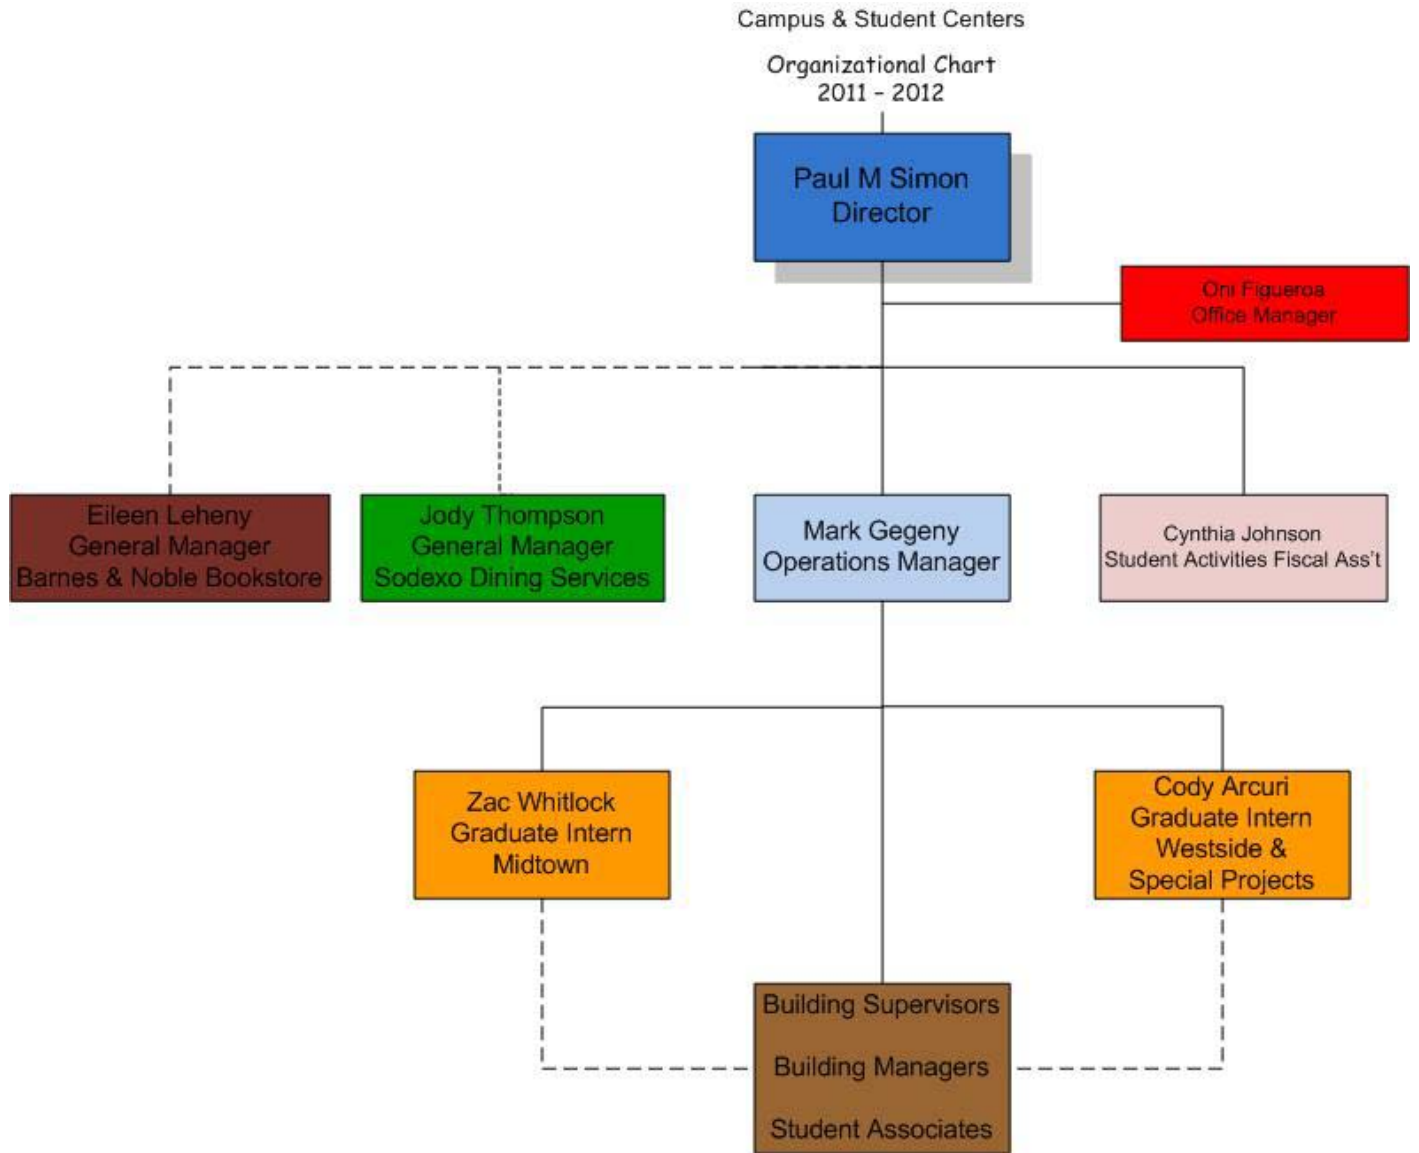 Campus & Student Centers
Organizational Chart
2011 – 2012
Paul M Simon
Director
Oni Figueroa
Office Manager
Eileen Leheny
General Manager
Barnes & Noble Bookstore
Jody Thompson
General Manager
Sodexo Dining Services
Mark Gegeny
Operations Manager
Cynthia Johnson
Student Activities Fiscal Ass't
Zac Whitlock
Graduate Intern
Midtown
Cody Arcuri
Graduate Intern
Westside &
Special Projects
Building Supervisors
Building Managers
Student Associates